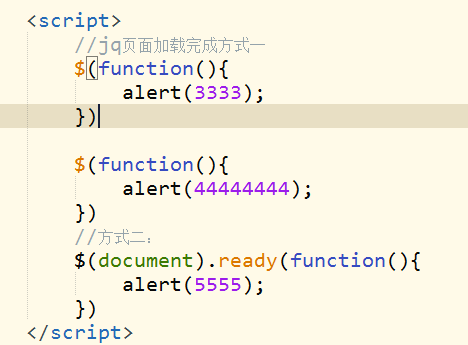 <script>
//jq页面加载完成方式一
$(function(){
alert(3333);
})
$(function(){
alert(44444444);
})
//方式二：
$(document).ready(function(){
alert(5555);
})
</script>